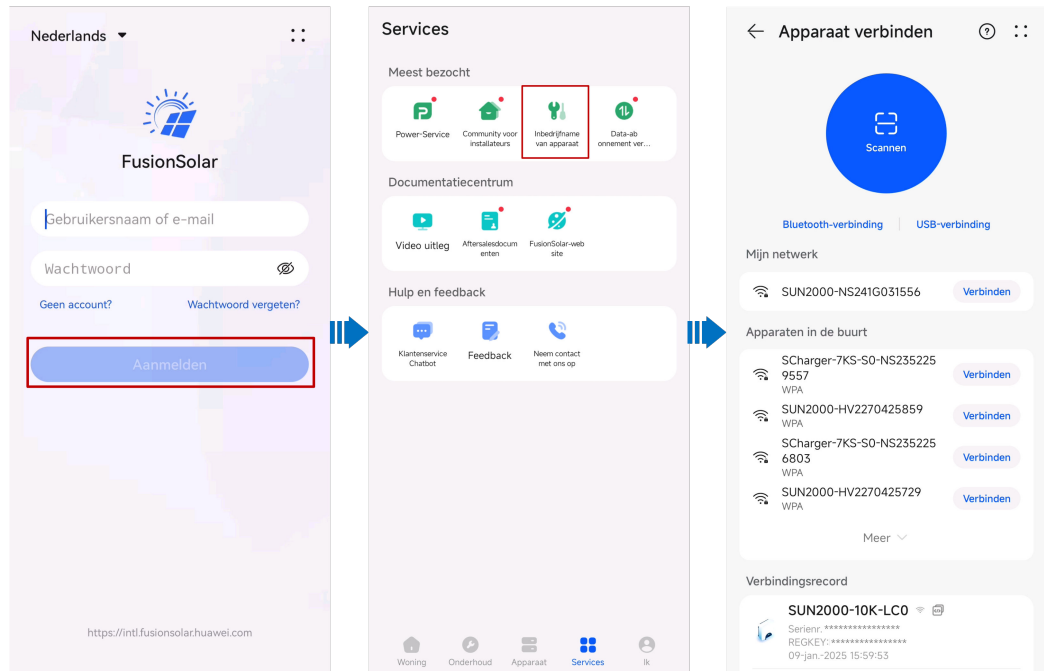 Nederlands
FusionSolar
Gebruikersnaam of e-mail
Wachtwoord
Geen account?
Wachtwoord vergeten?
Aanmelden
https://intl.fusionsolar.huawei.com
Services
Meest bezocht
Power-Service
Community voor
installateurs
Inbedrijfname
van apparaat
Data-ab
onnement ver...
Documentatiecentrum
Video uitleg
Aftersalesdocum
enten
FusionSolar-web
site
Hulp en feedback
Klantenservice
Chatbot
Feedback
Neem contact
met ons op
Woning
Onderhoud
Apparaat
Services
Ik
Apparaat verbinden
Scannen
Bluetooth-verbinding
USB-verbinding
Mijn netwerk
SUN2000-NS241G031556
Verbinden
Apparaten in de buurt
SCharger-7KS-S0-NS235225
9557
WPA
Verbinden
SUN2000-HV2270425859
WPA
Verbinden
SCharger-7KS-S0-NS235225
6803
WPA
Verbinden
SUN2000-HV2270425729
WPA
Verbinden
Meer
Verbindingsrecord
SUN2000-10K-LC0
Serienr. ****************
REGKEY: ****************
09-jan.-2025 15:59:53